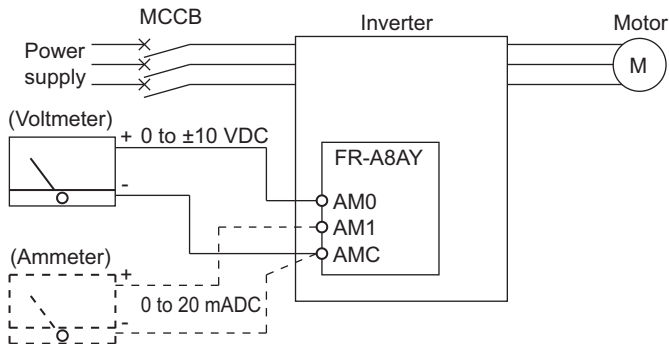 MCCB
Inverter
Motor
Power
supply
M
(Voltmeter)
+ 0 to ±10 VDC
FR-A8AY
-
AM0
AM1
(Ammeter)
AMC
+
0 to 20 mADC
-